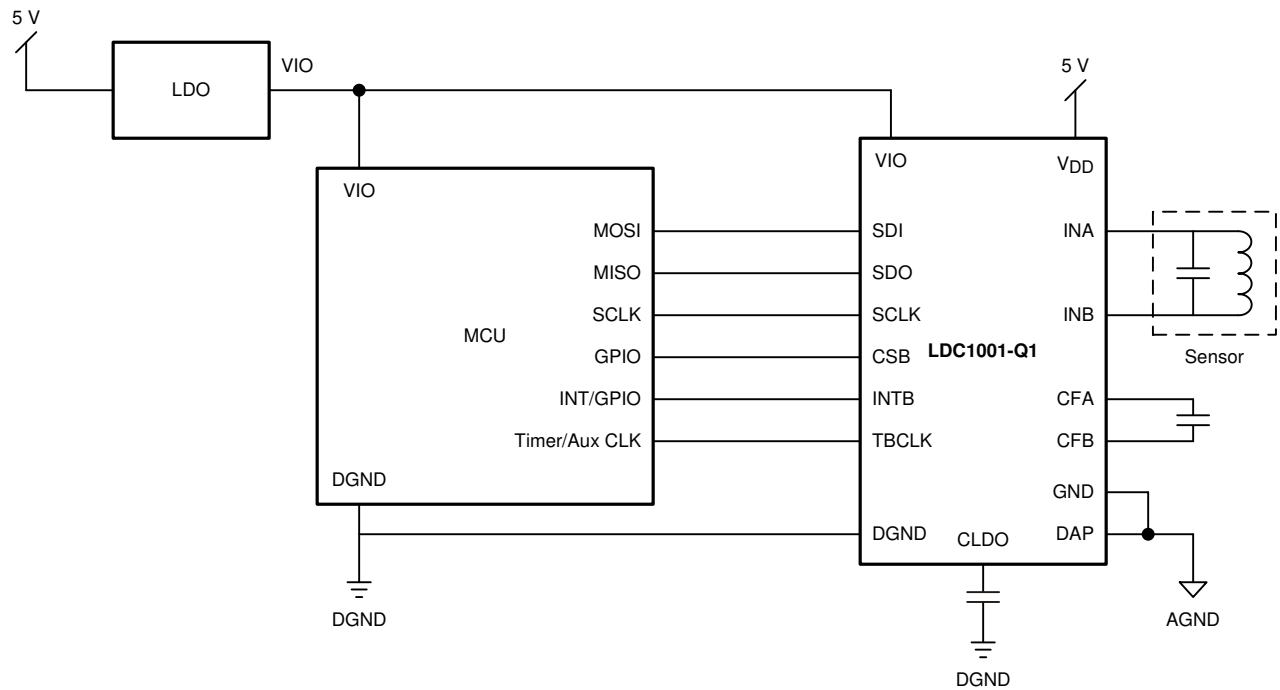 5 V
LDO
VIO
5 V
VIO
VIO
VDD
MOSI
SDI
INA
MISO
SDO
SCLK
SCLK
INB
MCU
GPIO
CSB
LDC1001-Q1
Sensor
INT/GPIO
INTB
CFA
Timer/Aux CLK
TBCLK
CFB
DGND
GND
DGND
CLDO
DAP
DGND
AGND
DGND